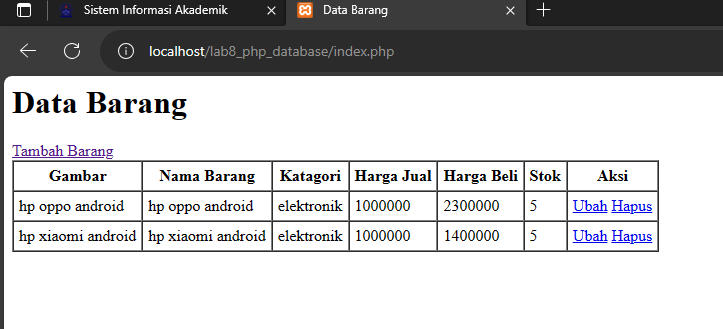 Sistem Informasi Akademik
Data Barang
localhost/lab8_php_database/index.php
Data Barang
Tambah Barang
Gambar Nama Barang Katagori Harga Jual Harga Beli Stok Aksi
hp oppo android hp oppo android elektronik 1000000 2300000 5 Ubah Hapus
hp xiaomi android hp xiaomi android elektronik 1000000 1400000 5 Ubah Hapus